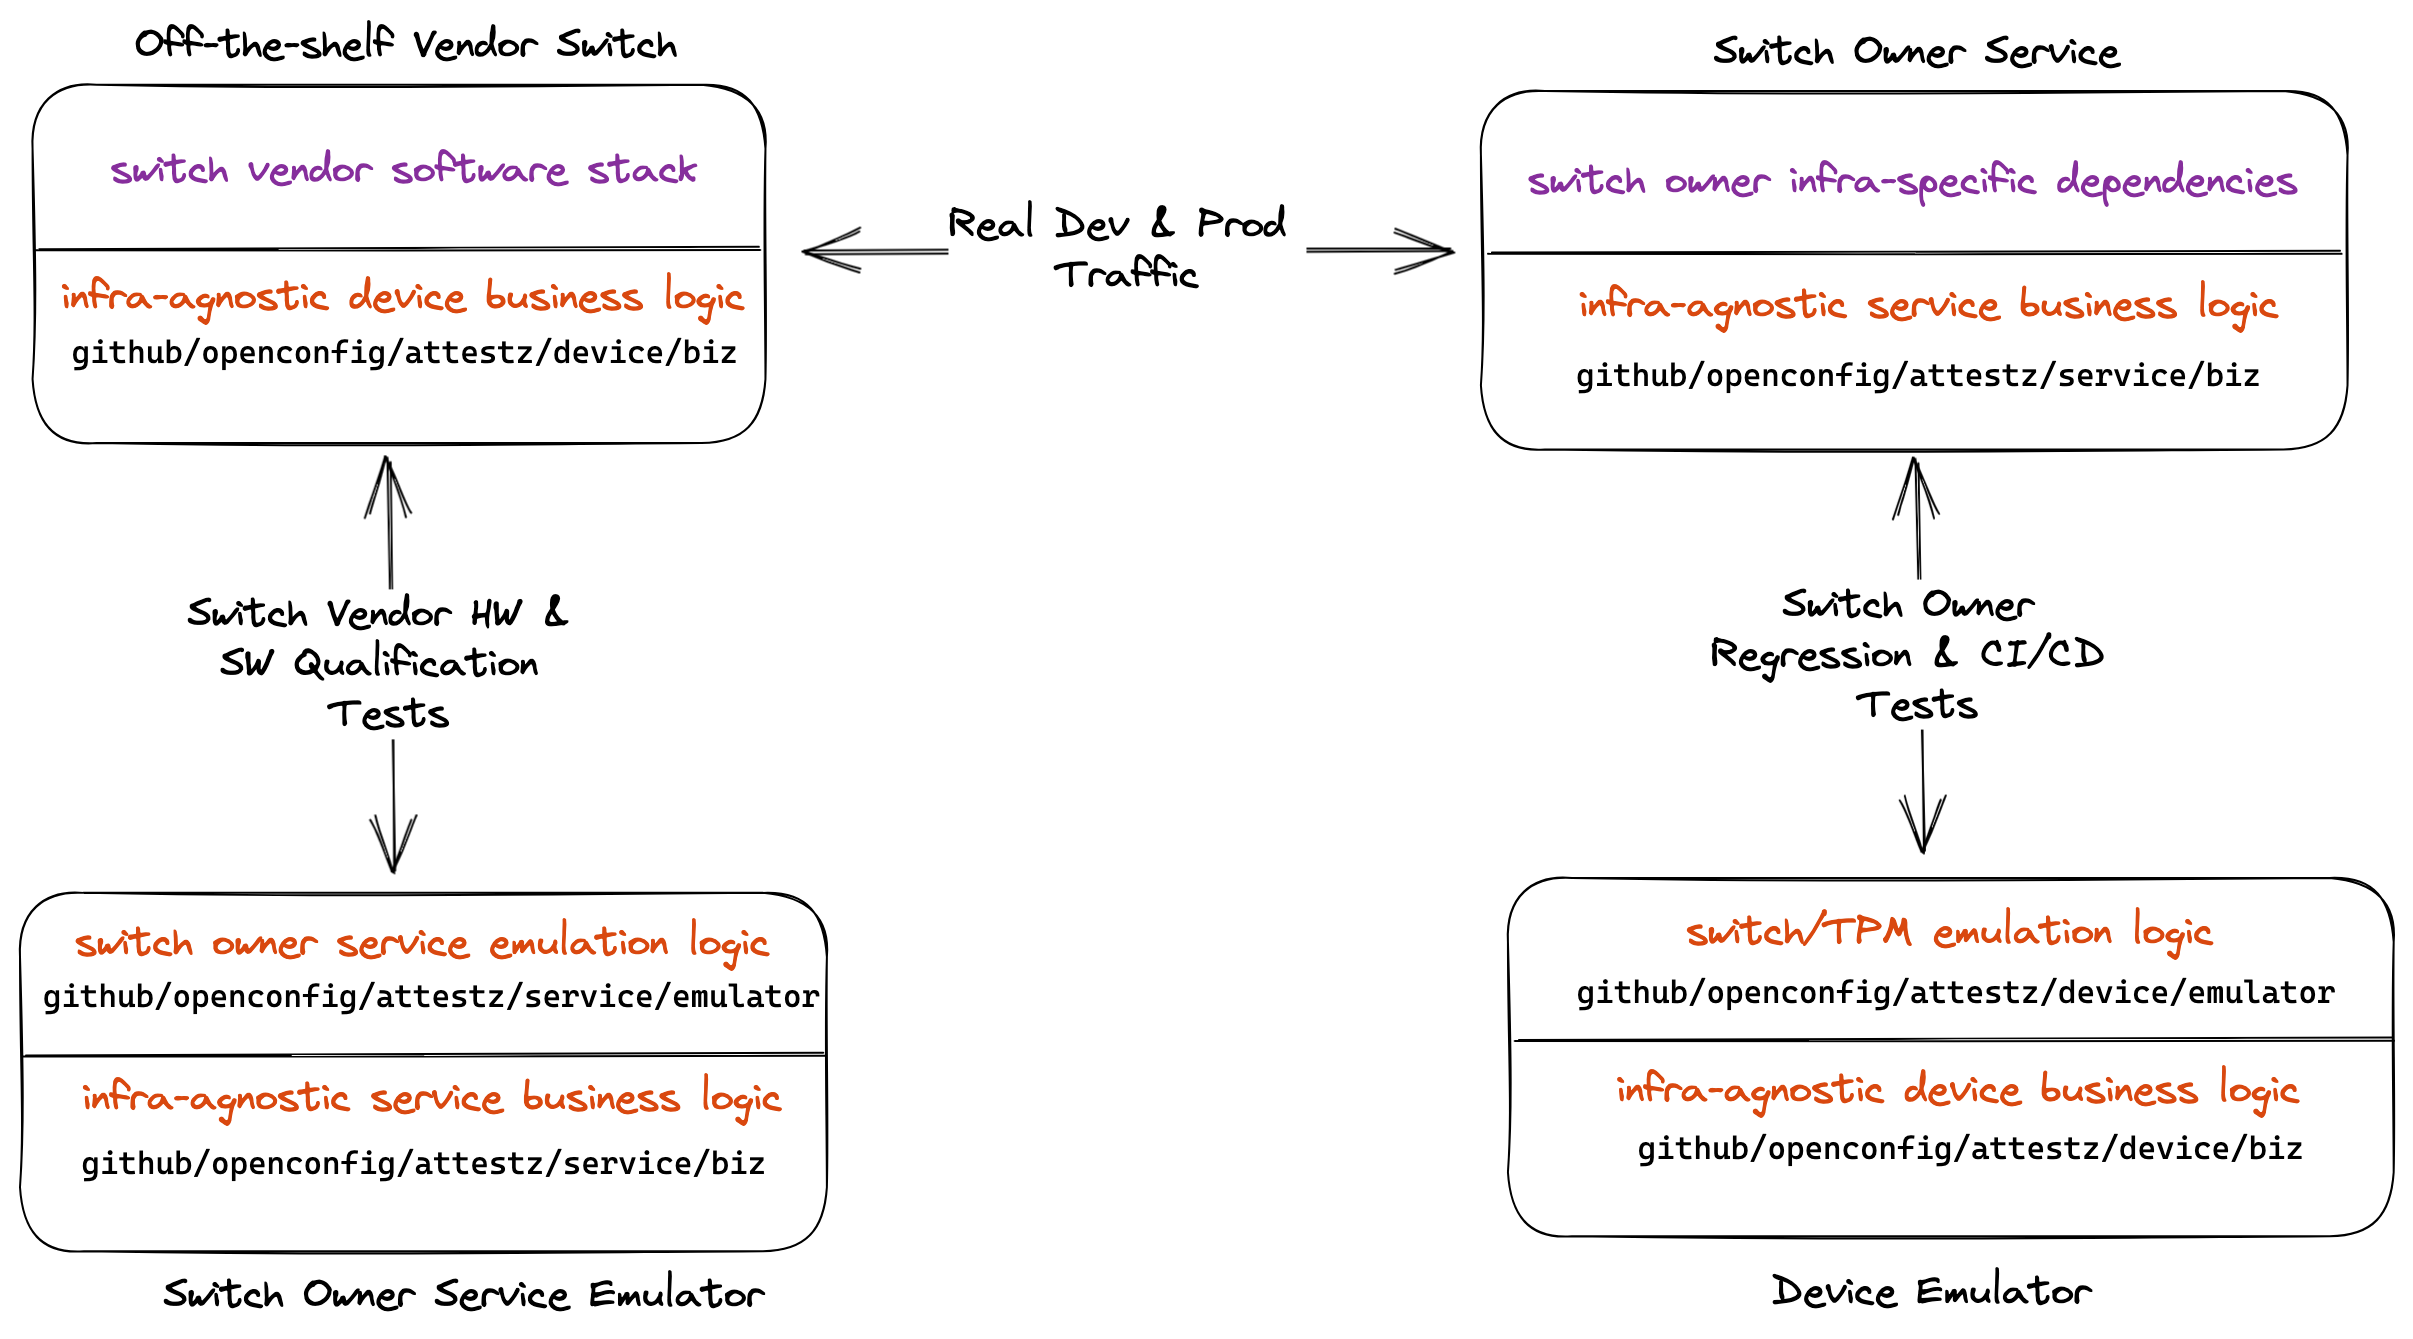 Off-the-shelf Vendor Switch
switch vendor software stack
infra-agnostic device business logic
github/openconfig/attestz/device/biz
Real Dev & Prod
Traffic
Switch Owner Service
switch owner infra-specific dependencies
infra-agnostic service business logic
github/openconfig/attestz/service/biz
Switch Vendor HW &
SW Qualification
Tests
Switch Owner
Regression & CI/CD
Tests
switch owner service emulation logic
github/openconfig/attestz/service/emulator
infra-agnostic service business logic
github/openconfig/attestz/service/biz
Switch Owner Service Emulator
switch/TPM emulation logic
github/openconfig/attestz/device/emulator
infra-agnostic device business logic
github/openconfig/attestz/device/biz
Device Emulator